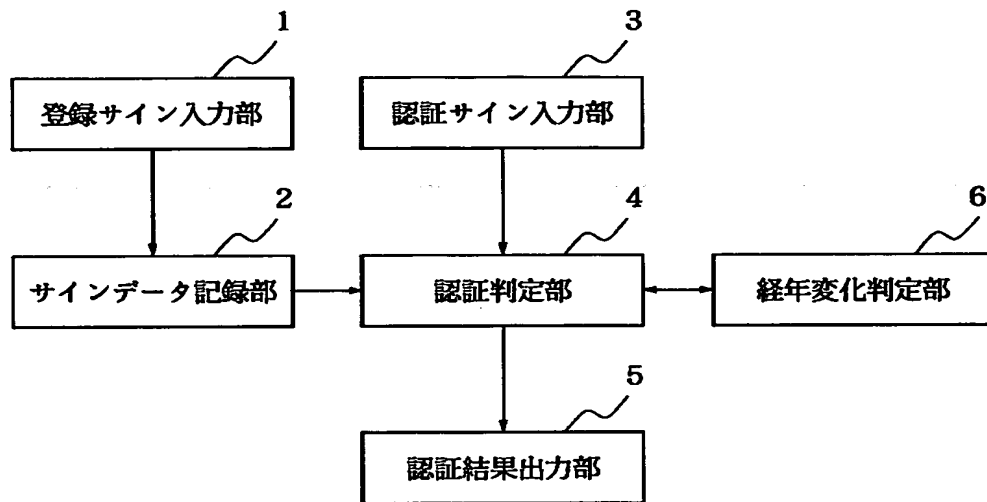 1
登録サイン入力部
3
認証サイン入力部
2
サインデータ記録部
4
認証判定部
6
経年変化判定部
5
認証結果出力部